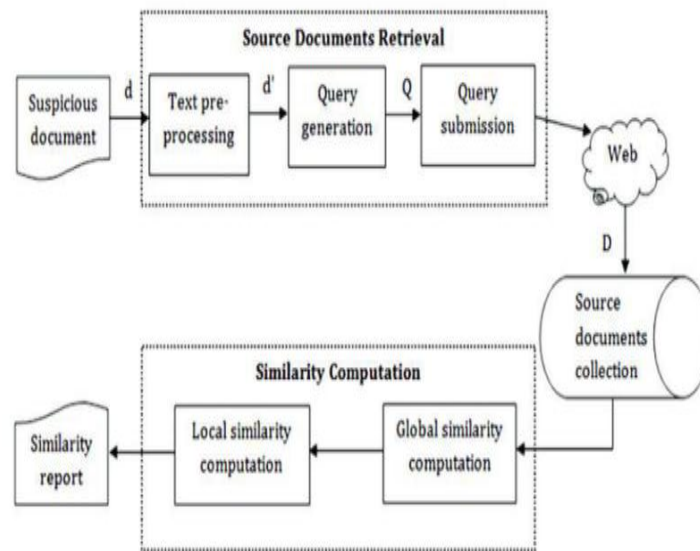 Source Documents Retrieval
Suspicious
document
d
Text pre-
processing
d'
Query
generation
Q
Query
submission
Web
D
Source
documents
collection
Similarity Computation
Global similarity
computation
Local similarity
computation
Similarity
report